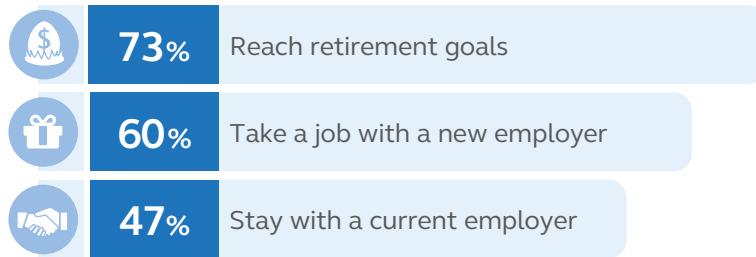 $
73% Reach retirement goals
60% Take a job with a new employer
47% Stay with a current employer